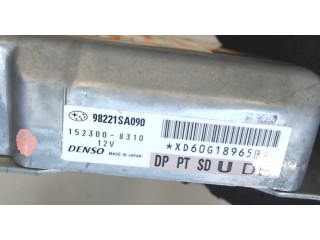 98221SA090
152300-8310
12V
DENSO MADE IN JAPAN
*XD60G18965
DP PT SD U D